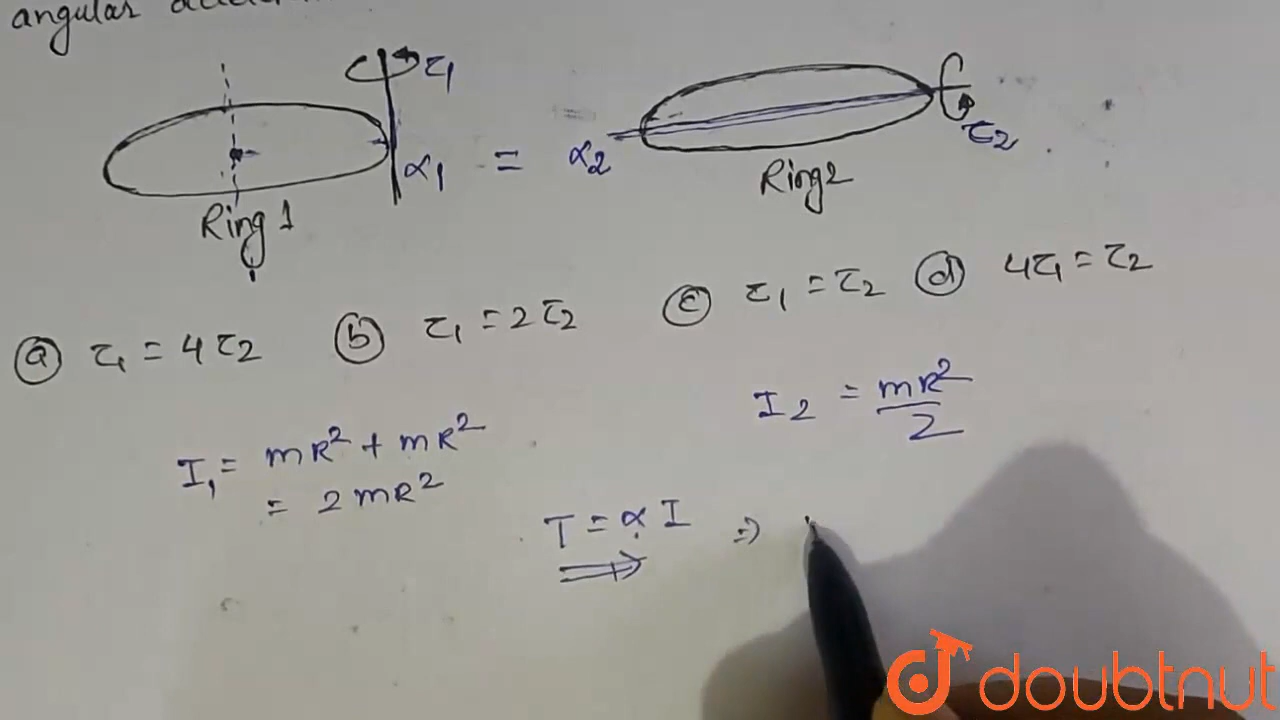 angular
τ1
α1 = α2
τ2
Ring 1
Ring 2
(a) τ1 = 4τ2 (b) τ1 = 2τ2 (c) τ1 = τ2 (d) 4τ1 = τ2
I1 = mR² + mR²
= 2mR²
I2 = mR²/2
T = α I ⇒
doubtnut